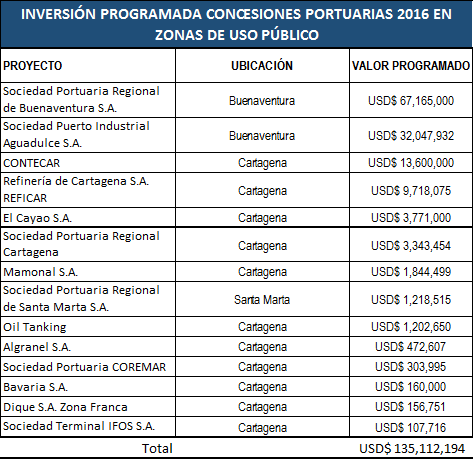 INVERSIÓN PROGRAMADA CONCESIONES PORTUARIAS 2016 EN
ZONAS DE USO PÚBLICO
PROYECTO UBICACIÓN VALOR PROGRAMADO
Sociedad Portuaria Regional
de Buenaventura S.A. Buenaventura USD$ 67,165,000
Sociedad Puerto Industrial
Aguadulce S.A. Buenaventura USD$ 32,047,932
CONTECAR Cartagena USD$ 13,600,000
Refinería de Cartagena S.A.
REFICAR Cartagena USD$ 9,718,075
El Cayao S.A. Cartagena USD$ 3,771,000
Sociedad Portuaria Regional
Cartagena Cartagena USD$ 3,343,454
Mamonal S.A. Cartagena USD$ 1,844,499
Sociedad Portuaria Regional
de Santa Marta S.A. Santa Marta USD$ 1,218,515
Oil Tanking Cartagena USD$ 1,202,650
Algranel S.A. Cartagena USD$ 472,607
Sociedad Portuaria COREMAR Cartagena USD$ 303,995
Bavaria S.A. Cartagena USD$ 160,000
Dique S.A. Zona Franca Cartagena USD$ 156,751
Sociedad Terminal IFOS S.A. Cartagena USD$ 107,716
Total USD$ 135,112,194